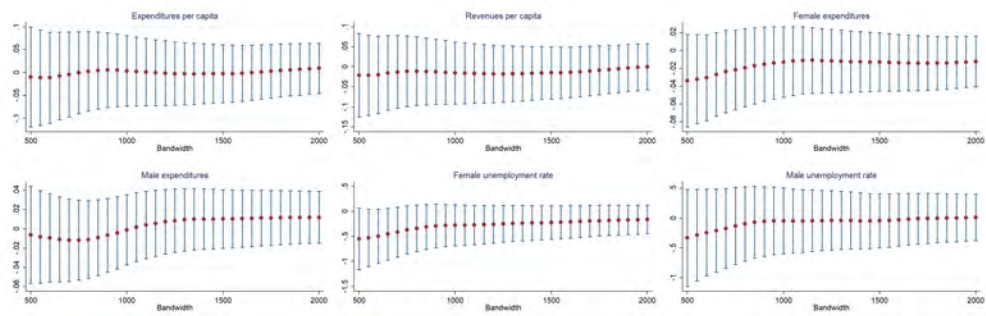 Expenditures per capita
.1
.05
0
-.05
-.1
500 1000 1500 2000
Bandwidth
Revenues per capita
.1
.05
0
-.05
-.1
-.15
500 1000 1500 2000
Bandwidth
Female expenditures
.02
0
-.02
-.04
-.06
-.08
500 1000 1500 2000
Bandwidth
Male expenditures
.04
.02
0
-.02
-.04
-.06
500 1000 1500 2000
Bandwidth
Female unemployment rate
.5
0
-.5
-1
-1.5
500 1000 1500 2000
Bandwidth
Male unemployment rate
.5
0
-.5
-1
500 1000 1500 2000
Bandwidth